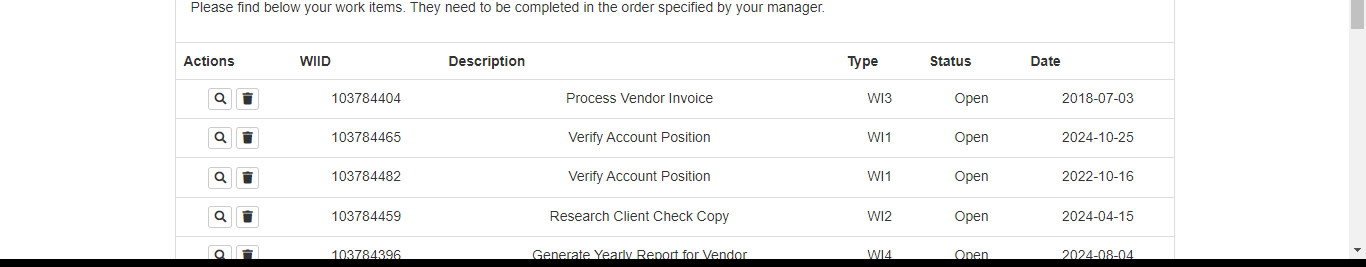 Please find below your work items. They need to be completed in the order specified by your manager.
Actions WIID Description Type Status Date
103784404 Process Vendor Invoice WI3 Open 2018-07-03
103784465 Verify Account Position WI1 Open 2024-10-25
103784482 Verify Account Position WI1 Open 2022-10-16
103784459 Research Client Check Copy WI2 Open 2024-04-15
103784396 Generate Yearly Report for Vendor WI4 Open 2024-08-04